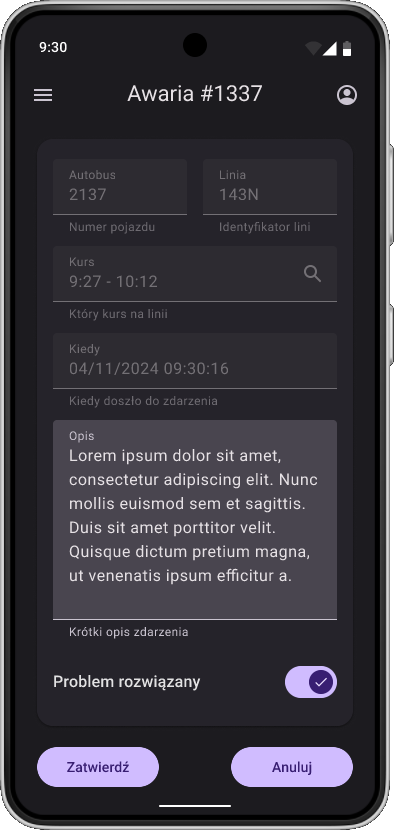 9:30
Awaria #1337
Autobus
2137
Numer pojazdu
Linia
143N
Identyfikator lini
Kurs
9:27 - 10:12
Który kurs na linii
Kiedy
04/11/2024 09:30:16
Kiedy doszło do zdarzenia
Opis
Lorem ipsum dolor sit amet,
consectetur adipiscing elit. Nunc
mollis euismod sem et sagittis.
Duis sit amet porttitor velit.
Quisque dictum pretium magna,
ut venenatis ipsum efficitur a.
Krótki opis zdarzenia
Problem rozwiązany
Zatwierdź
Anuluj